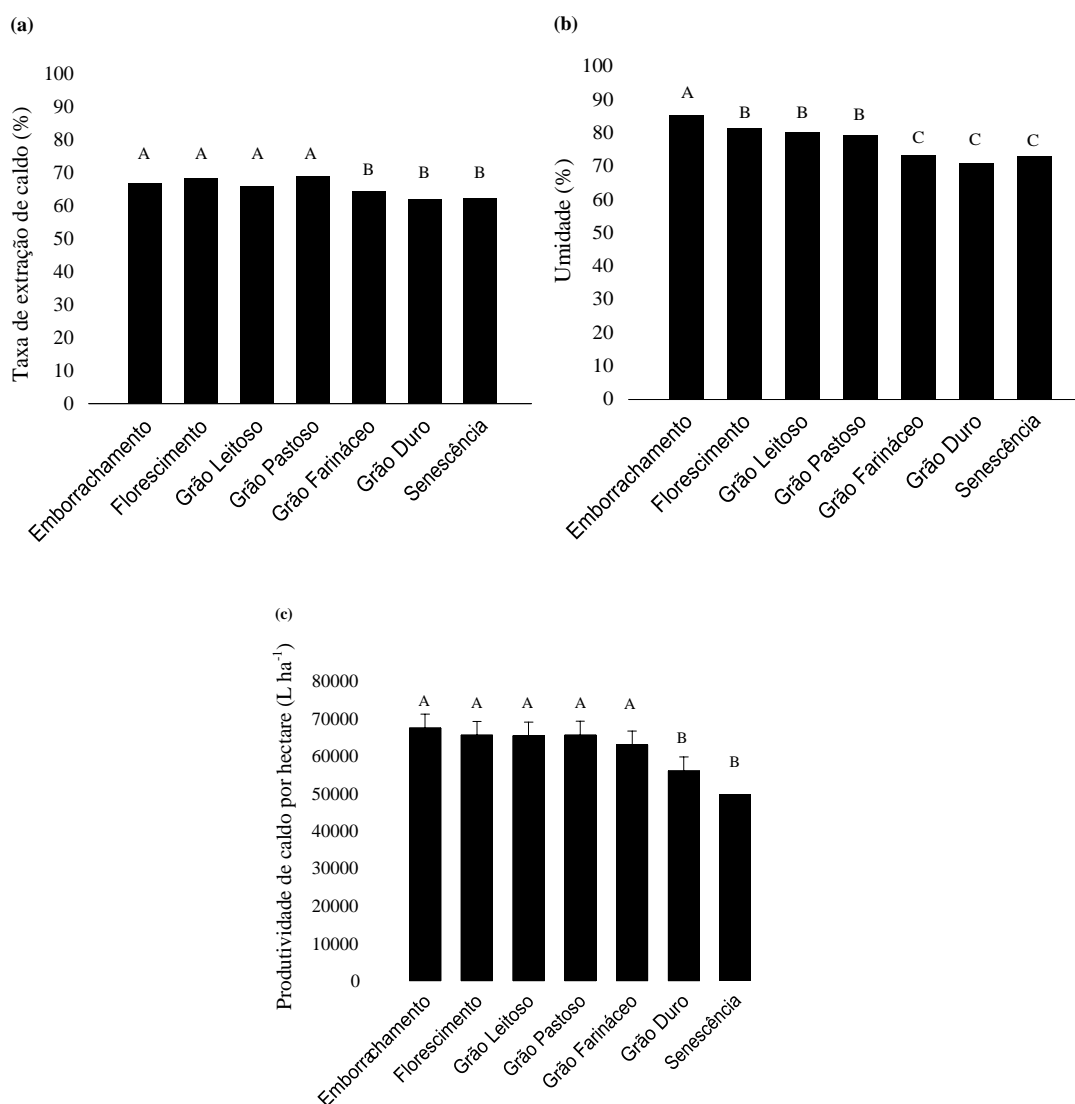 (a)
Taxa de extração de caldo (%)
100
90
80
70
60
50
40
30
20
10
0
A A A A B B B
Emborrachamento
Florescimento
Grão Leitoso
Grão Pastoso
Grão Farináceo
Grão Duro
Senescência
(b)
Umidade (%)
100
90
80
70
60
50
40
30
20
10
0
A B B B C C C
Emborrachamento
Florescimento
Grão Leitoso
Grão Pastoso
Grão Farináceo
Grão Duro
Senescência
(c)
Produtividade de caldo por hectare (L ha⁻¹)
80000
70000
60000
50000
40000
30000
20000
10000
0
A A A A A B B
Emborrachamento
Florescimento
Grão Leitoso
Grão Pastoso
Grão Farináceo
Grão Duro
Senescência